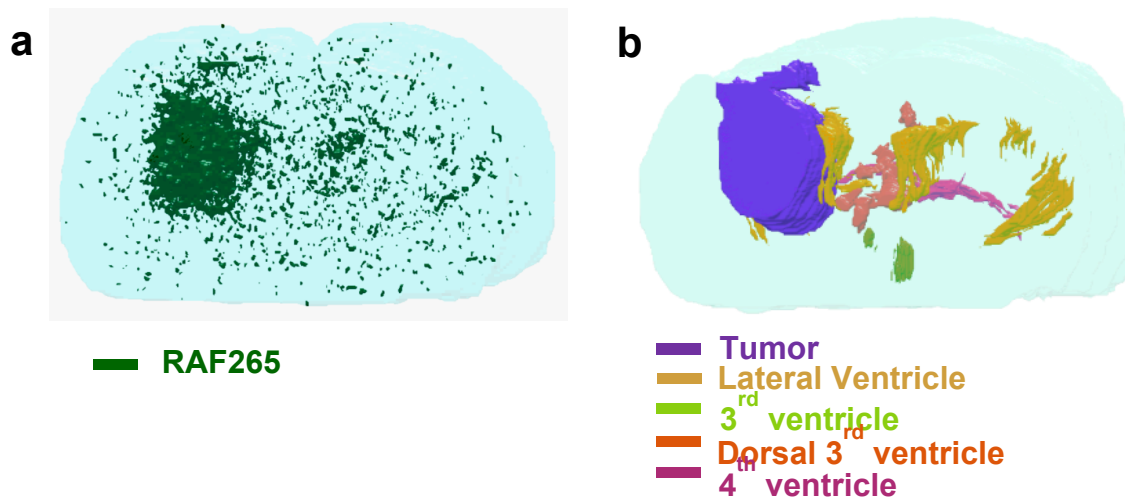 a
b
RAF265
Tumor
Lateral Ventricle
3rd ventricle
Dorsal 3rd ventricle
4th ventricle